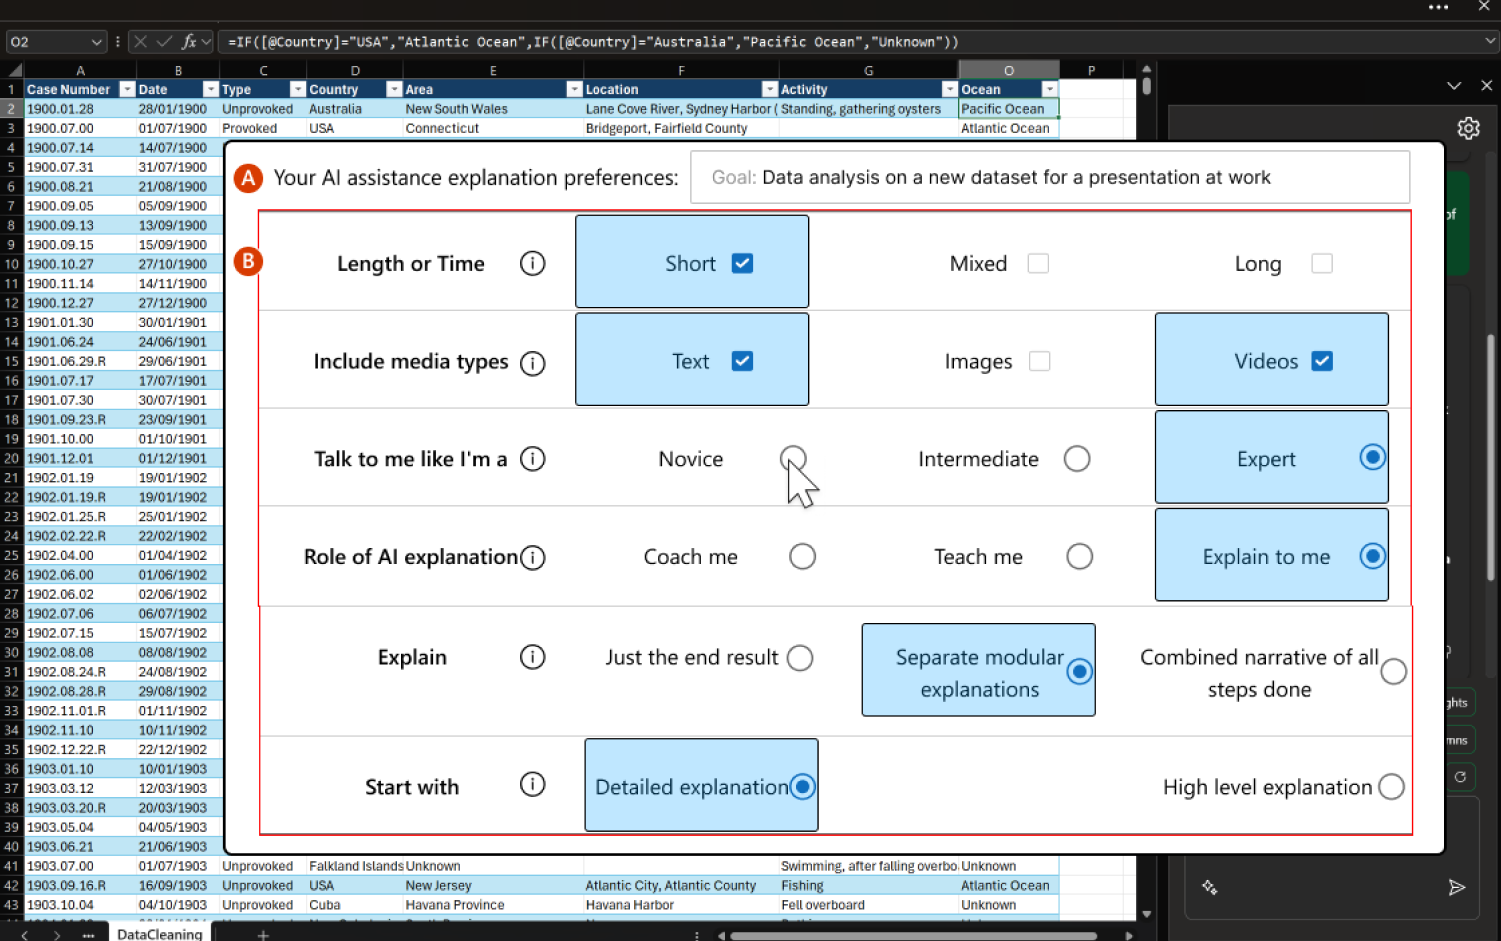 O2 =IF([@Country]="USA","Atlantic Ocean",IF([@Country]="Australia","Pacific Ocean","Unknown"))
A B C D E F G O P
1 Case Number Date Type Country Area Location Activity Ocean
2 1900.01.28 28/01/1900 Unprovoked Australia New South Wales Lane Cove River, Sydney Harbor ( Standing, gathering oysters Pacific Ocean
3 1900.07.00 01/07/1900 Provoked USA Connecticut Bridgeport, Fairfield County Atlantic Ocean
4 1900.07.14 14/07/1900
5 1900.07.31 31/07/1900
6 1900.08.21 21/08/1900
7 1900.09.05 05/09/1900
8 1900.09.13 13/09/1900
9 1900.09.15 15/09/1900
10 1900.10.27 27/10/1900
11 1900.11.14 14/11/1900
12 1900.12.27 27/12/1900
13 1901.01.30 30/01/1901
14 1901.06.24 24/06/1901
15 1901.06.29.R 29/06/1901
16 1901.07.17 17/07/1901
17 1901.07.30 30/07/1901
18 1901.09.23.R 23/09/1901
19 1901.10.00 01/10/1901
20 1901.12.01 01/12/1901
21 1902.01.19 19/01/1902
22 1902.01.19.R 19/01/1902
23 1902.01.25.R 25/01/1902
24 1902.02.22.R 22/02/1902
25 1902.04.00 01/04/1902
26 1902.06.00 01/06/1902
27 1902.06.02 02/06/1902
28 1902.07.06 06/07/1902
29 1902.07.15 15/07/1902
30 1902.08.08 08/08/1902
31 1902.08.24.R 24/08/1902
32 1902.08.28.R 29/08/1902
33 1902.11.01.R 01/11/1902
34 1902.11.10 10/11/1902
35 1902.12.22.R 22/12/1902
36 1903.01.10 10/01/1903
37 1903.03.12 12/03/1903
38 1903.03.20.R 20/03/1903
39 1903.05.04 04/05/1903
40 1903.06.21 21/06/1903
41 1903.07.00 01/07/1903 Unprovoked Falkland Islands Unknown Swimming, after falling overbo Unknown
42 1903.09.16.R 16/09/1903 Unprovoked USA New Jersey Atlantic City, Atlantic County Fishing Atlantic Ocean
43 1903.10.04 04/10/1903 Unprovoked Cuba Havana Province Havana Harbor Fell overboard Unknown
DataCleaning
A Your AI assistance explanation preferences: Goal: Data analysis on a new dataset for a presentation at work
B Length or Time Short Mixed Long
Include media types Text Images Videos
Talk to me like I'm a Novice Intermediate Expert
Role of AI explanation Coach me Teach me Explain to me
Explain Just the end result Separate modular Combined narrative of all
explanations steps done
Start with Detailed explanation High level explanation
of
ghts
mns